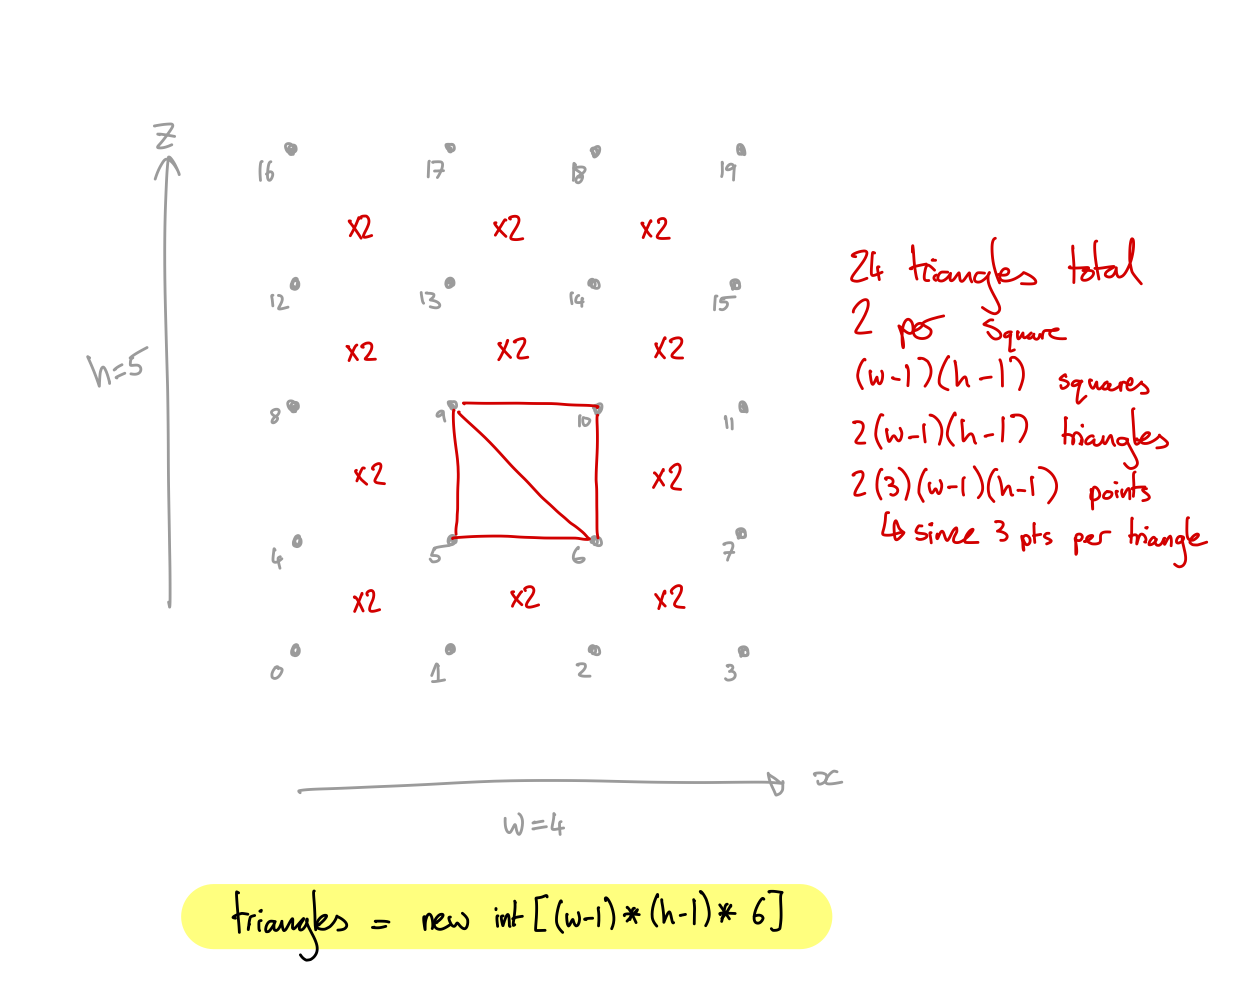 z
16 17 18 19
x2 x2 x2
12 13 14 15
h=5
x2 x2 x2
8 9 10 11
x2 x2
4 5 6 7
x2 x2 x2
0 1 2 3
x
w=4
24 triangles total
2 per square
(w-1)(h-1) squares
2(w-1)(h-1) triangles
2(3)(w-1)(h-1) points
↳ since 3 pts per triangle
triangles = new int[(w-1)*(h-1)* 6]